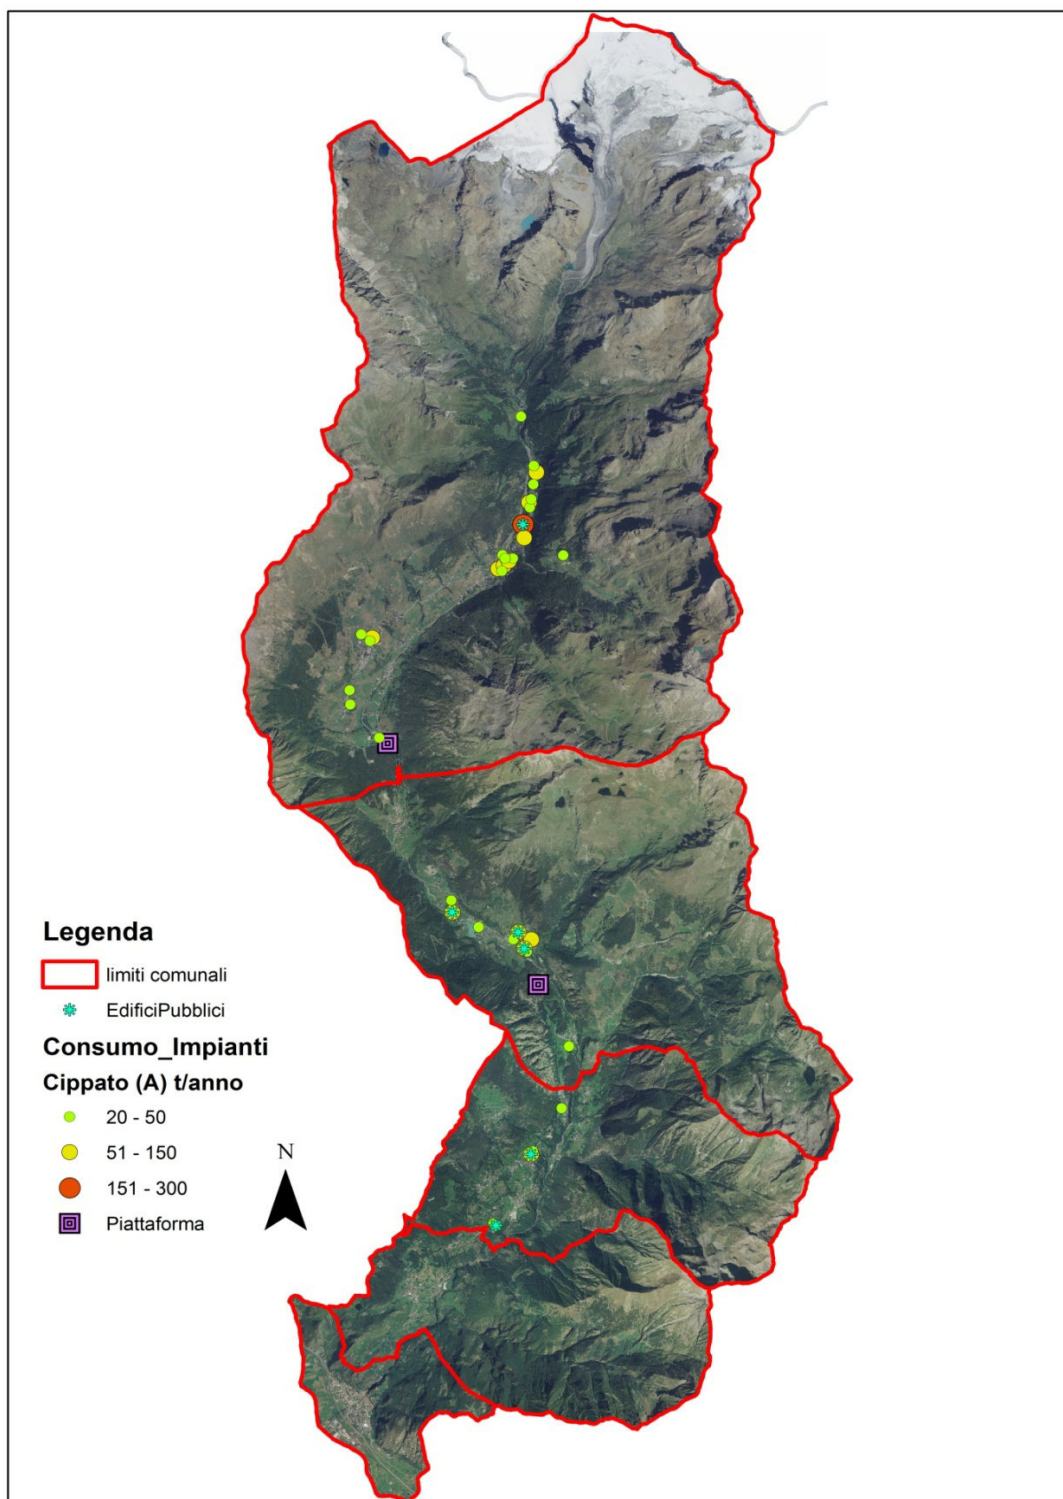 Legenda
limiti comunali
EdificiPubblici
Consumo_Impianti
Cippato (A) t/anno
20 - 50
51 - 150
151 - 300
Piattaforma
N